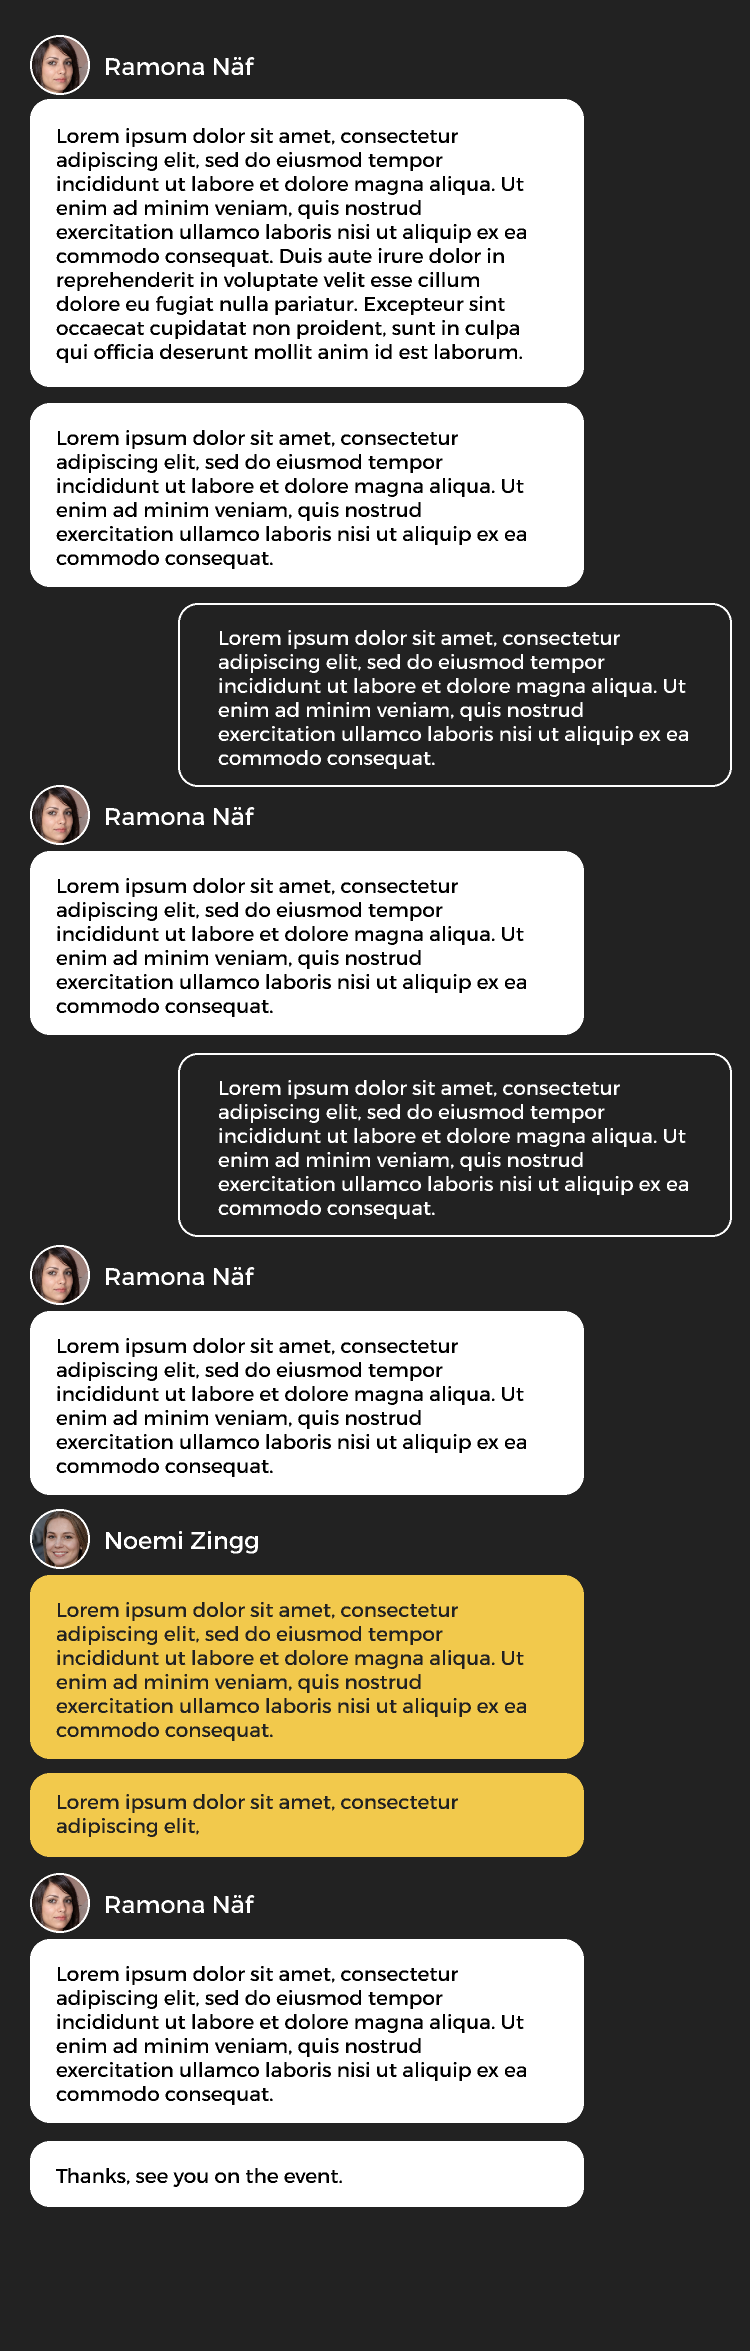 Ramona Näf
Lorem ipsum dolor sit amet, consectetur
adipiscing elit, sed do eiusmod tempor
incididunt ut labore et dolore magna aliqua. Ut
enim ad minim veniam, quis nostrud
exercitation ullamco laboris nisi ut aliquip ex ea
commodo consequat. Duis aute irure dolor in
reprehenderit in voluptate velit esse cillum
dolore eu fugiat nulla pariatur. Excepteur sint
occaecat cupidatat non proident, sunt in culpa
qui officia deserunt mollit anim id est laborum.
Lorem ipsum dolor sit amet, consectetur
adipiscing elit, sed do eiusmod tempor
incididunt ut labore et dolore magna aliqua. Ut
enim ad minim veniam, quis nostrud
exercitation ullamco laboris nisi ut aliquip ex ea
commodo consequat.
Lorem ipsum dolor sit amet, consectetur
adipiscing elit, sed do eiusmod tempor
incididunt ut labore et dolore magna aliqua. Ut
enim ad minim veniam, quis nostrud
exercitation ullamco laboris nisi ut aliquip ex ea
commodo consequat.
Ramona Näf
Lorem ipsum dolor sit amet, consectetur
adipiscing elit, sed do eiusmod tempor
incididunt ut labore et dolore magna aliqua. Ut
enim ad minim veniam, quis nostrud
exercitation ullamco laboris nisi ut aliquip ex ea
commodo consequat.
Lorem ipsum dolor sit amet, consectetur
adipiscing elit, sed do eiusmod tempor
incididunt ut labore et dolore magna aliqua. Ut
enim ad minim veniam, quis nostrud
exercitation ullamco laboris nisi ut aliquip ex ea
commodo consequat.
Ramona Näf
Lorem ipsum dolor sit amet, consectetur
adipiscing elit, sed do eiusmod tempor
incididunt ut labore et dolore magna aliqua. Ut
enim ad minim veniam, quis nostrud
exercitation ullamco laboris nisi ut aliquip ex ea
commodo consequat.
Noemi Zingg
Lorem ipsum dolor sit amet, consectetur
adipiscing elit, sed do eiusmod tempor
incididunt ut labore et dolore magna aliqua. Ut
enim ad minim veniam, quis nostrud
exercitation ullamco laboris nisi ut aliquip ex ea
commodo consequat.
Lorem ipsum dolor sit amet, consectetur
adipiscing elit,
Ramona Näf
Lorem ipsum dolor sit amet, consectetur
adipiscing elit, sed do eiusmod tempor
incididunt ut labore et dolore magna aliqua. Ut
enim ad minim veniam, quis nostrud
exercitation ullamco laboris nisi ut aliquip ex ea
commodo consequat.
Thanks, see you on the event.